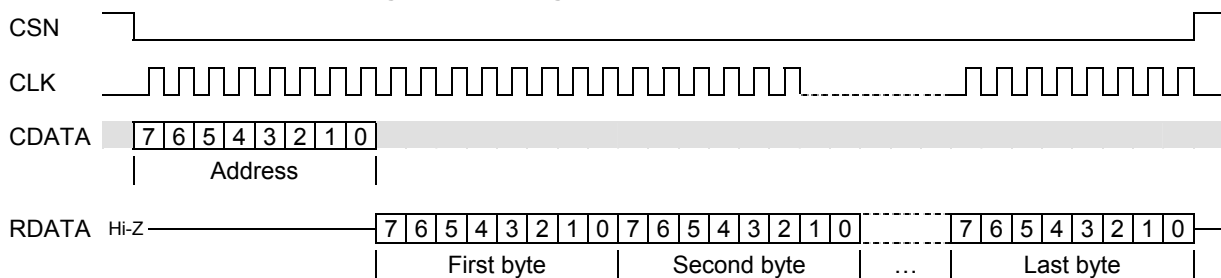 CSN
CLK
CDATA 7 6 5 4 3 2 1 0
Address
RDATA Hi-Z 7 6 5 4 3 2 1 0 7 6 5 4 3 2 1 0 7 6 5 4 3 2 1 0
First byte Second byte ... Last byte